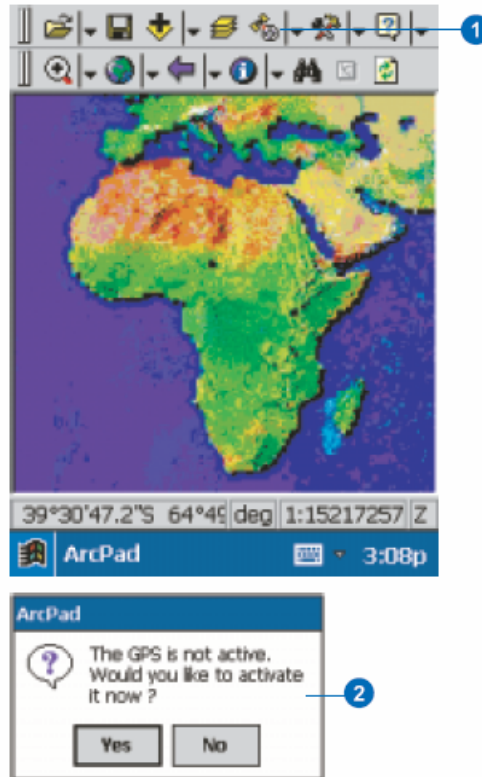 1
39°30'47.2"S 64°49 deg 1:15217257 Z
ArcPad 3:08p
ArcPad
The GPS is not active.
Would you like to activate
it now ?
2
Yes No